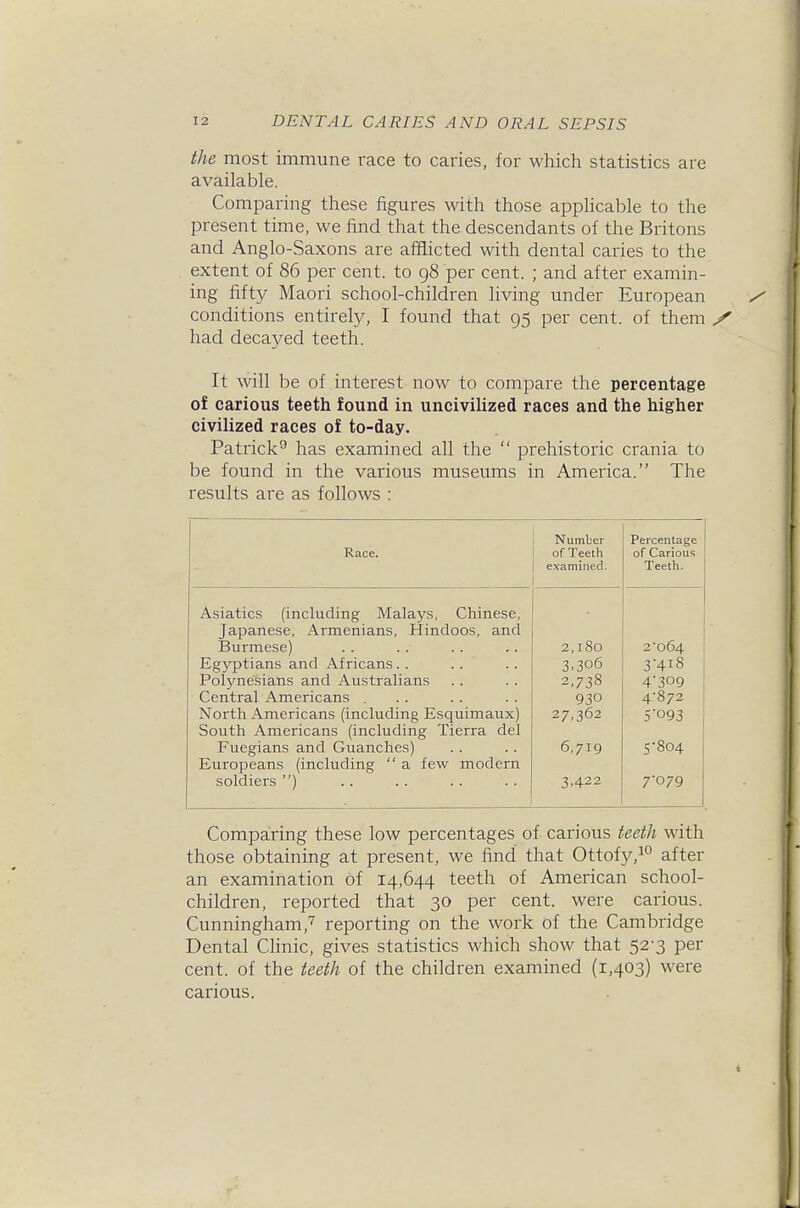 12 DENTAL CARIES AND ORAL SEPSIS
the most immune race to caries, for which statistics are
available.
Comparing these figures with those applicable to the
present time, we find that the descendants of the Britons
and Anglo-Saxons are afflicted with dental caries to the
extent of 86 per cent. to 98 per cent. ; and after examin-
ing fifty Maori school-children living under European
conditions entirely, I found that 95 per cent. of them
had decayed teeth.
It will be of interest now to compare the percentage
of carious teeth found in uncivilized races and the higher
civilized races of to-day.
Patrick⁹ has examined all the “ prehistoric crania to
be found in the various museums in America.” The
results are as follows :
Race. Number of Teeth examined. Percentage of Carious Teeth.
Asiatics (including Malays, Chinese,
Japanese, Armenians, Hindoos, and
Burmese) .. .. .. .. 2,180 2·064
Egyptians and Africans. . .. .. 3,306 3·418
Polynesians and Australians .. .. 2,738 4·309
Central Americans . .. .. .. 930 4·872
North Americans (including Esquimaux) 27,362 5·093
South Americans (including Tierra del
Fuegians and Guanches) .. .. 6,719 5·804
Europeans (including “ a few modern
soldiers ”) .. .. .. .. 3,422 7·079
Comparing these low percentages of carious teeth with
those obtaining at present, we find that Ottofy,¹⁰ after
an examination of 14,644 teeth of American school-
children, reported that 30 per cent. were carious.
Cunningham,⁷ reporting on the work of the Cambridge
Dental Clinic, gives statistics which show that 52·3 per
cent. of the teeth of the children examined (1,403) were
carious.